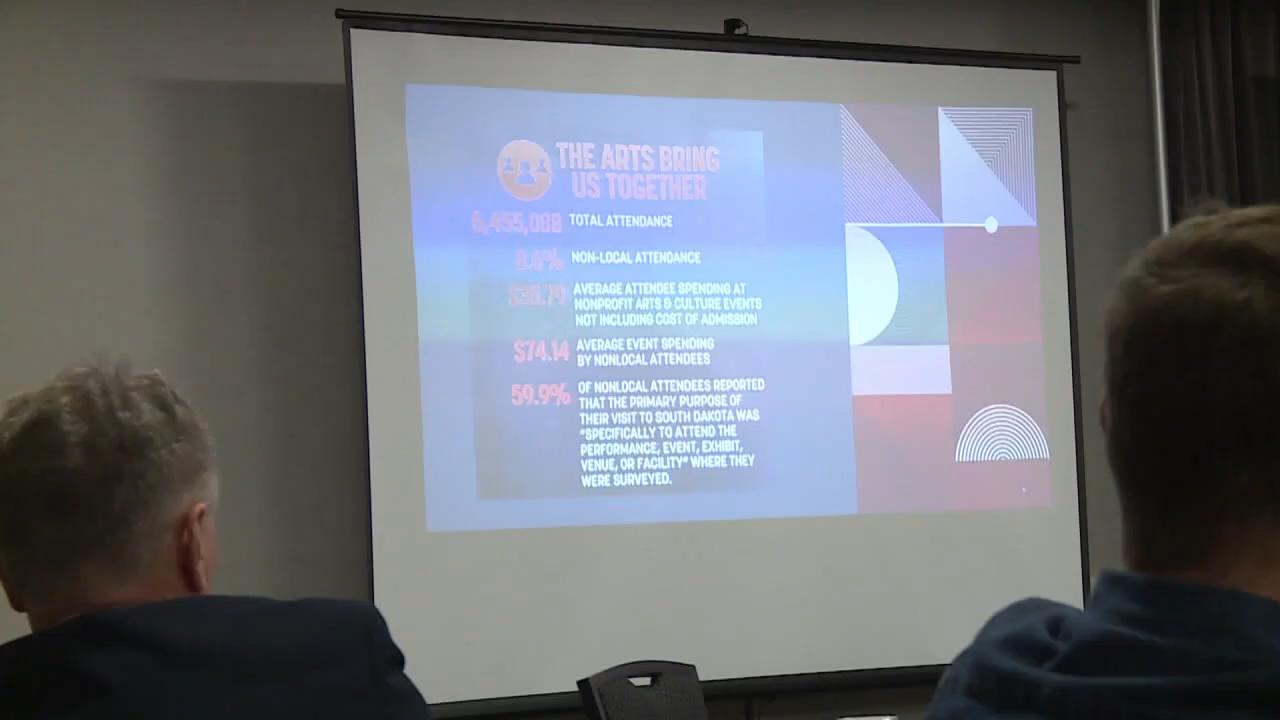 THE ARTS BRING
US TOGETHER
TOTAL ATTENDANCE
NON-LOCAL ATTENDANCE
AVERAGE ATTENDEE SPENDING AT
NONPROFIT ARTS & CULTURE EVENTS
NOT INCLUDING COST OF ADMISSION
$74.14 AVERAGE EVENT SPENDING
BY NONLOCAL ATTENDEES
59.9% OF NONLOCAL ATTENDEES REPORTED
THAT THE PRIMARY PURPOSE OF
THEIR VISIT TO SOUTH DAKOTA WAS
"SPECIFICALLY TO ATTEND THE
PERFORMANCE, EVENT, EXHIBIT,
VENUE, OR FACILITY" WHERE THEY
WERE SURVEYED.